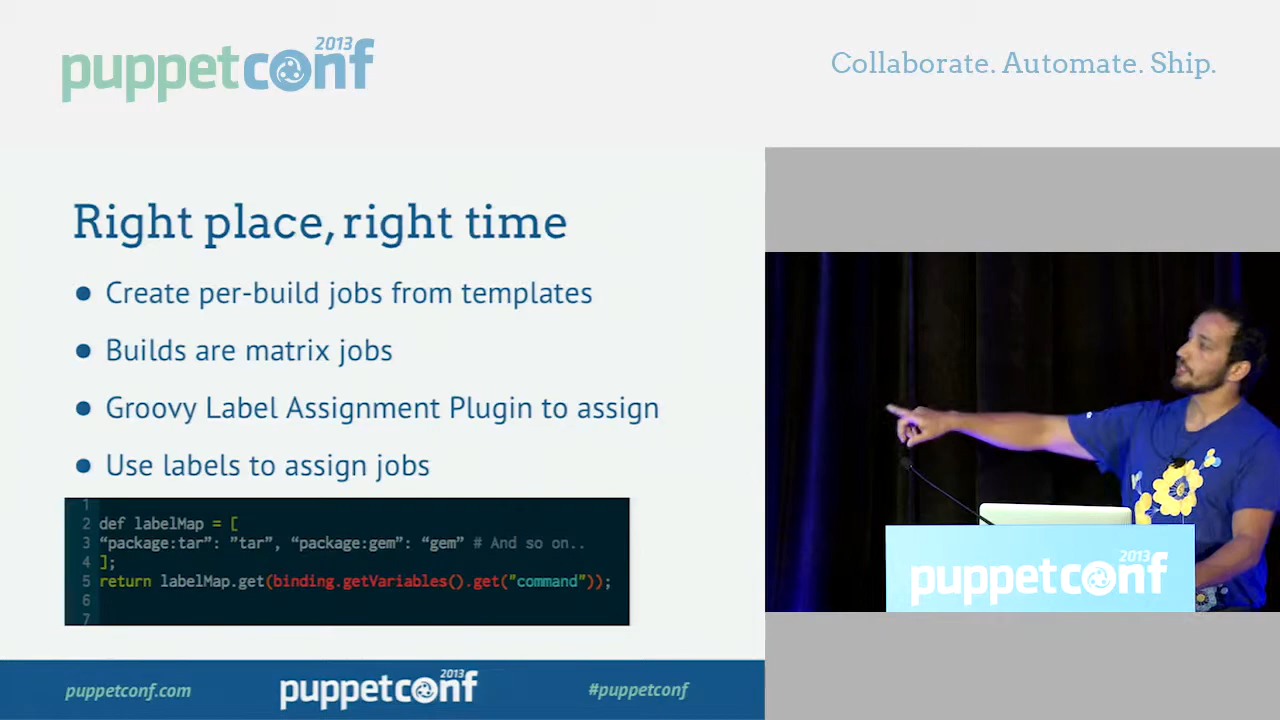 puppetconf 2013
Collaborate. Automate. Ship.
Right place, right time
● Create per-build jobs from templates
● Builds are matrix jobs
● Groovy Label Assignment Plugin to assign
● Use labels to assign jobs
1
2 def labelMap = [
3 “package:tar”: ”tar”, “package:gem”: “gem” # And so on..
4 ];
5 return labelMap.get(binding.getVariables().get("command"));
6
7
puppetconf 2013
puppetconf.com
puppetconf 2013
#puppetconf